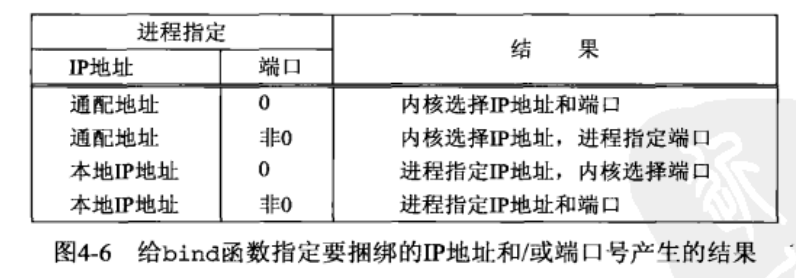 进程指定 结 果
IP地址 端口
通配地址 0 内核选择IP地址和端口
通配地址 非0 内核选择IP地址，进程指定端口
本地IP地址 0 进程指定IP地址，内核选择端口
本地IP地址 非0 进程指定IP地址和端口
图4-6 给bind函数指定要捆绑的IP地址和/或端口号产生的结果